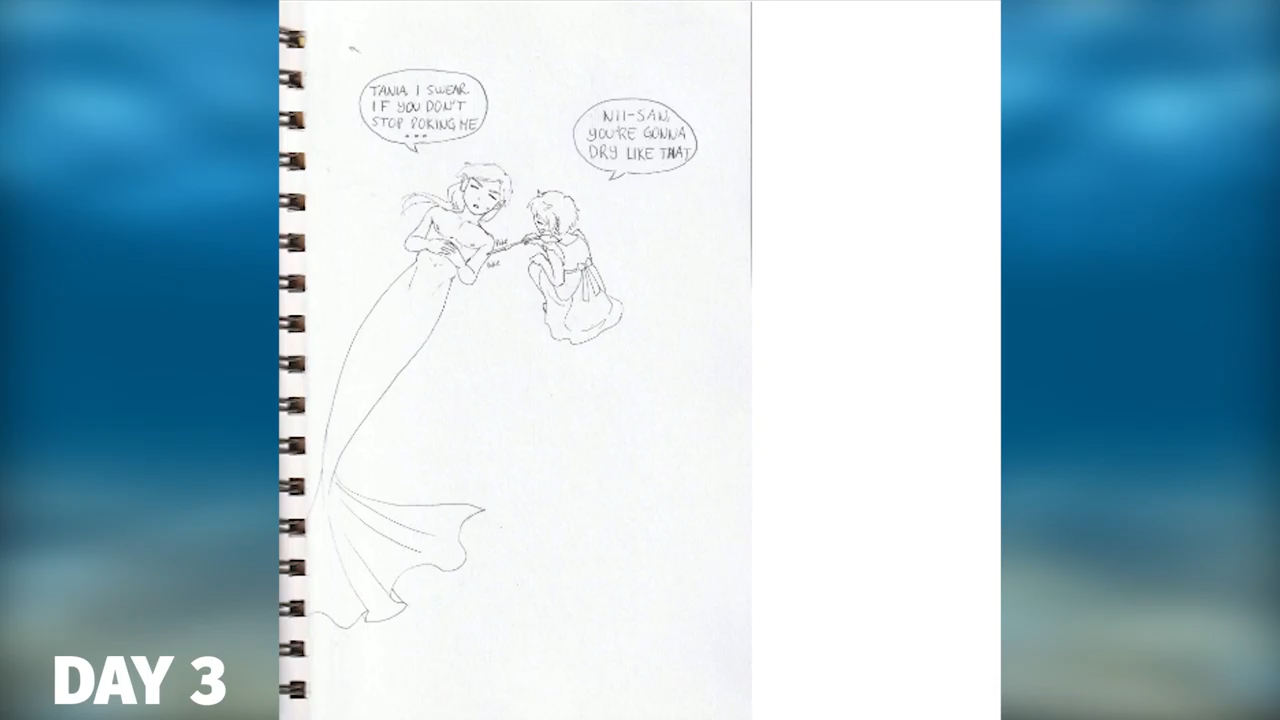 TANIA, I SWEAR
IF YOU DON'T
STOP POKING ME
...
NII-SAN,
YOU'RE GONNA
DRY LIKE THAT
DAY 3